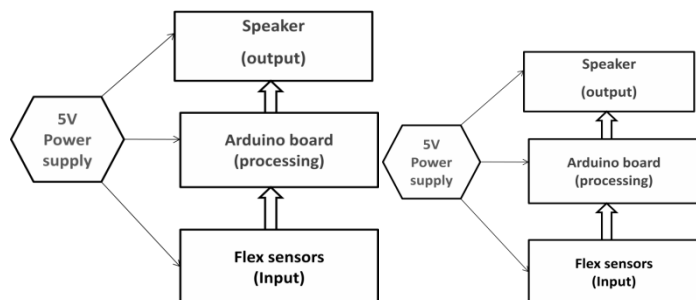 Speaker
(output)
5V
Power
supply
Arduino board
(processing)
Flex sensors
(Input)
Speaker
(output)
5V
Power
supply
Arduino board
(processing)
Flex sensors
(Input)